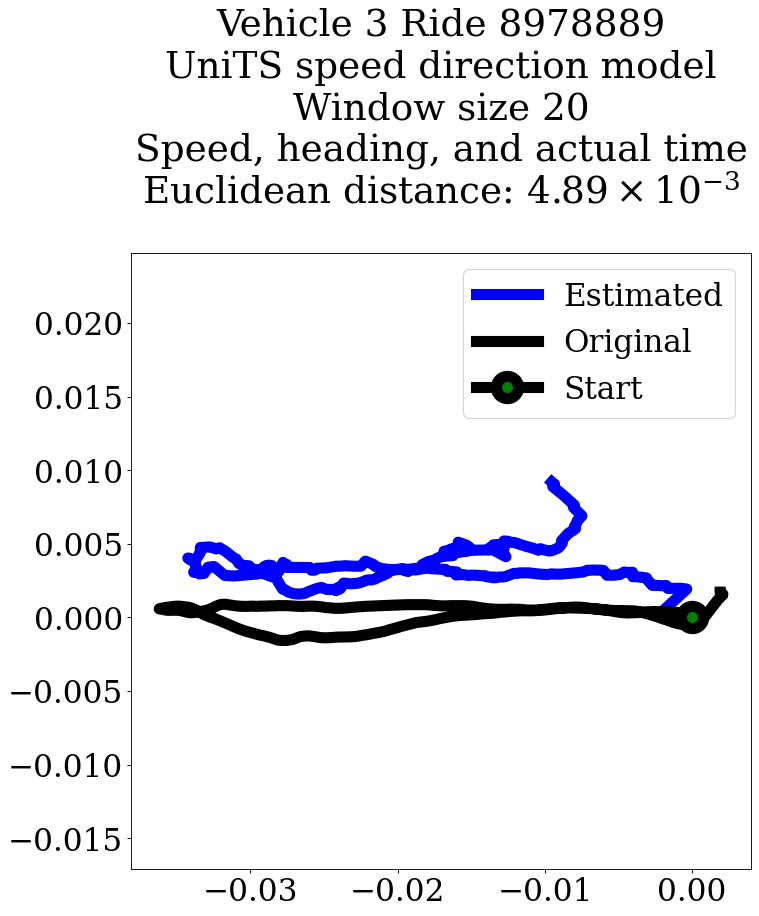 Vehicle 3 Ride 8978889
UniTS speed direction model
Window size 20
Speed, heading, and actual time
Euclidean distance: 4.89 × 10⁻³
Estimated
Original
Start
0.020
0.015
0.010
0.005
0.000
−0.005
−0.010
−0.015
−0.03 −0.02 −0.01 0.00